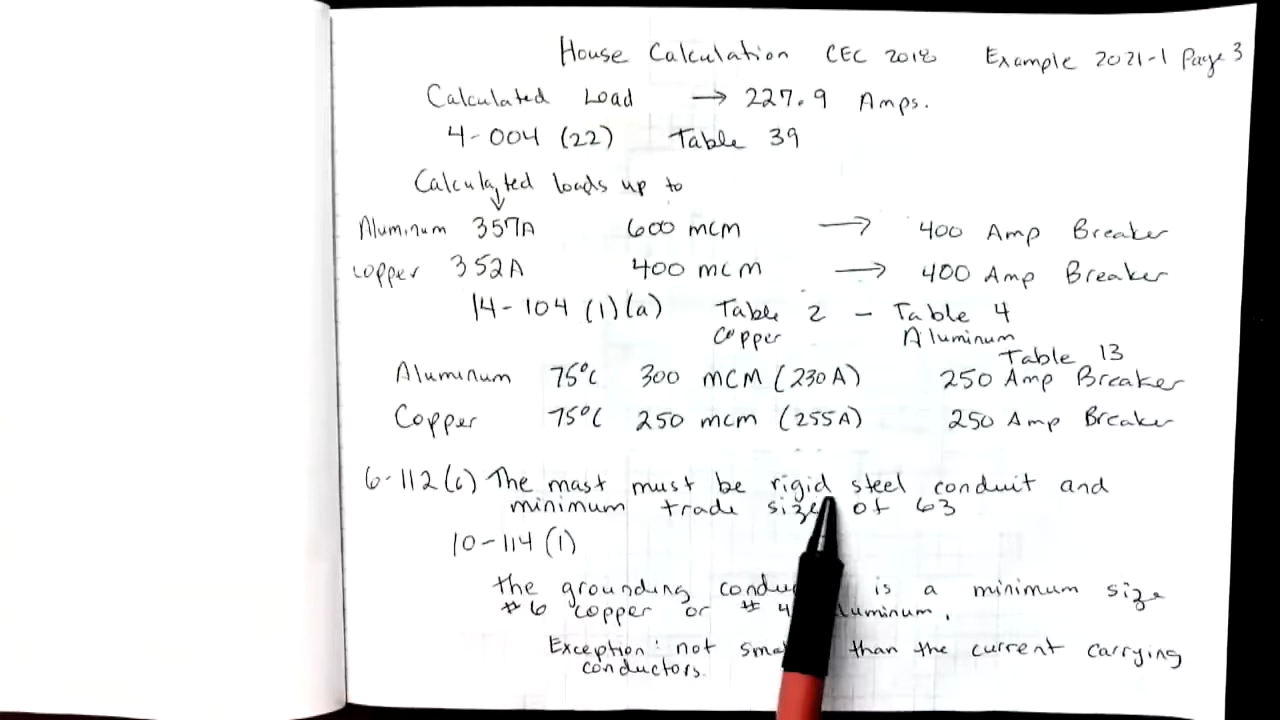 House Calculation CEC 2018 Example 2021-1 Page 3
Calculated Load → 227.9 Amps.
4-004 (22) Table 39
Calculated loads up to
Aluminum 357A 600 mcm → 400 Amp Breaker
Copper 352A 400 mcm → 400 Amp Breaker
14-104 (1)(a) Table 2 - Table 4
Copper Aluminum
Table 13
Aluminum 75°C 300 MCM (230A) 250 Amp Breaker
Copper 75°C 250 mcm (255A) 250 Amp Breaker
The mast must be rigid steel conduit and
minimum trade size of 63
10-114 (1)
the grounding is a minimum size
#6 copper or # 4
Exception: not than the current carrying
conductors.